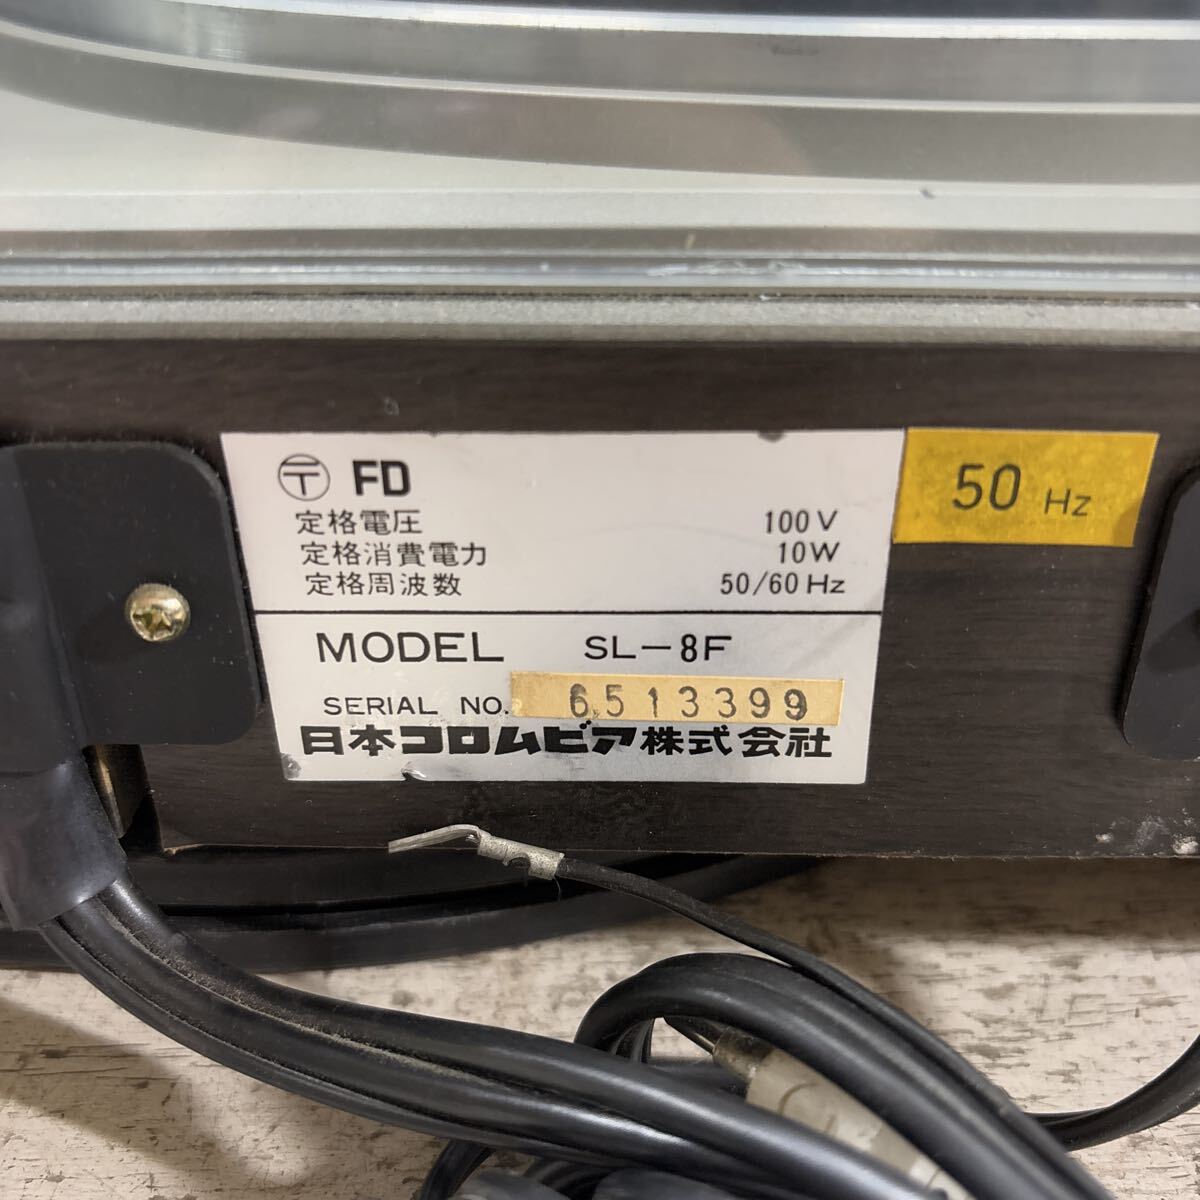 〶 FD
定格電圧 100V
定格消費電力 10W
定格周波数 50/60Hz
50 Hz
MODEL SL-8F
SERIAL NO. 6513399
日本コロムビア株式会社